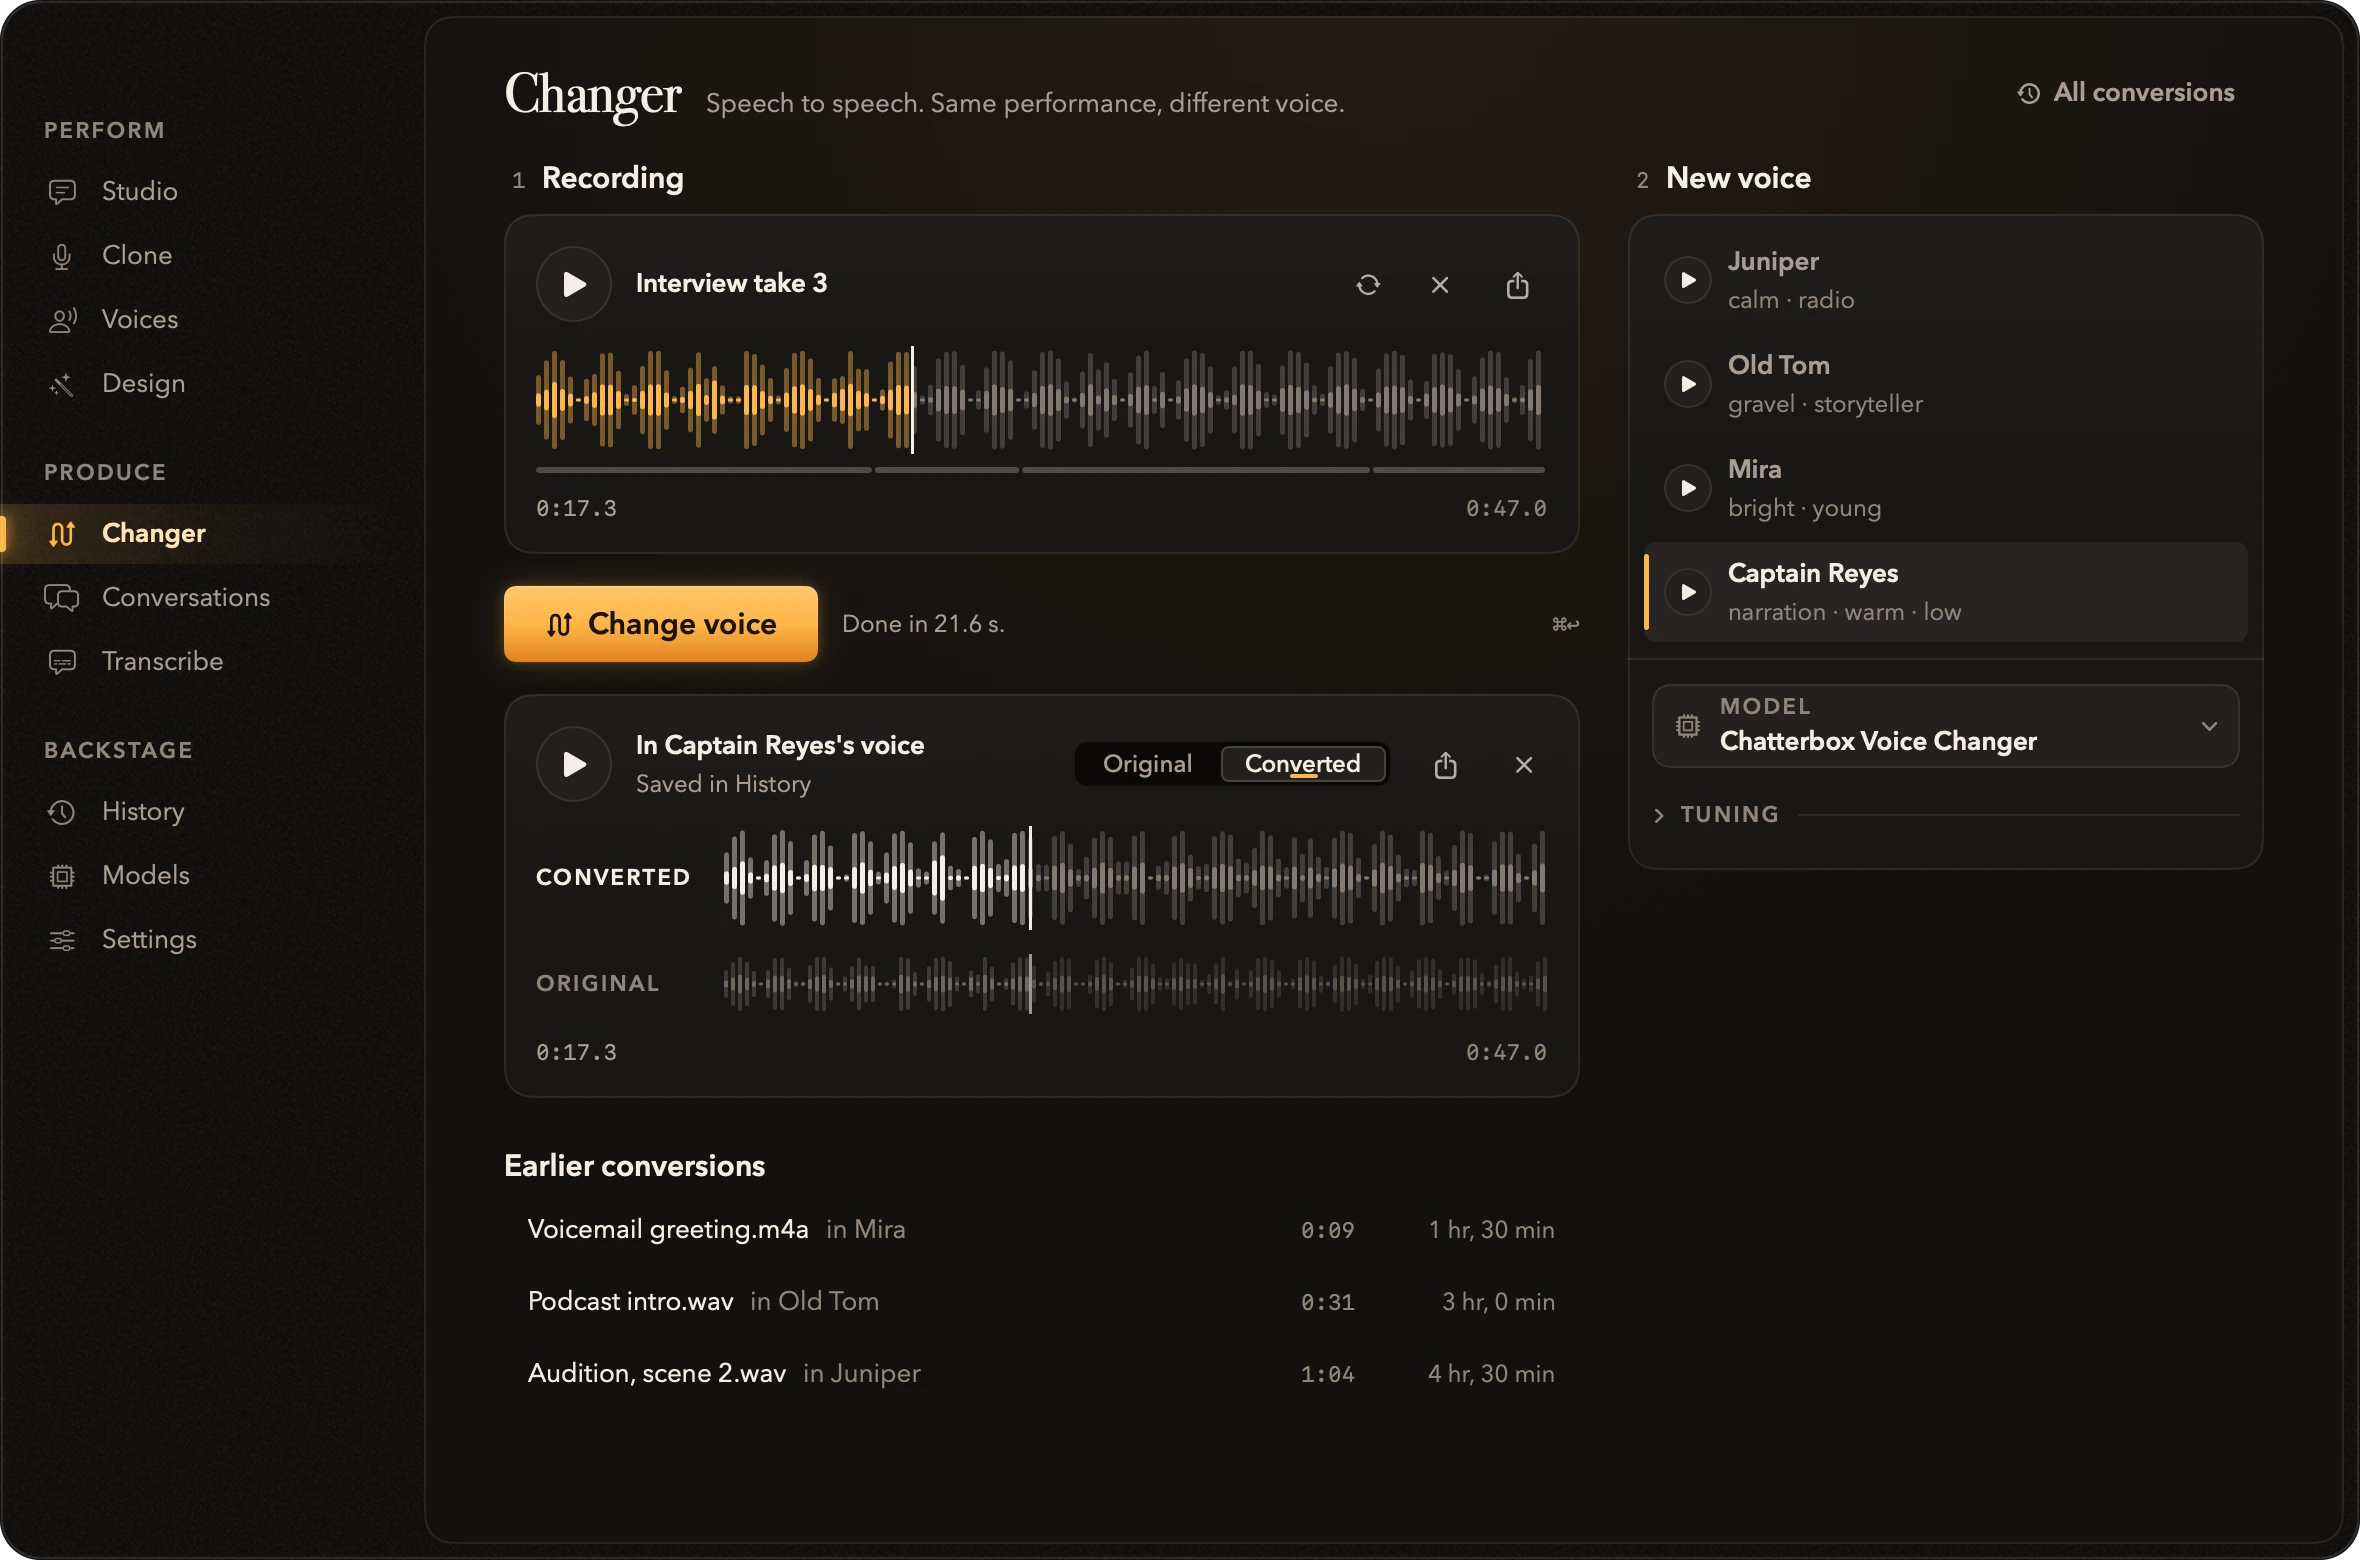 PERFORM
Studio
Clone
Voices
Design
PRODUCE
Changer
Conversations
Transcribe
BACKSTAGE
History
Models
Settings
Changer Speech to speech. Same performance, different voice.
All conversions
1 Recording
Interview take 3
0:17.3 0:47.0
Change voice Done in 21.6 s. ⌘↩
In Captain Reyes's voice
Saved in History
Original Converted
CONVERTED
ORIGINAL
0:17.3 0:47.0
Earlier conversions
Voicemail greeting.m4a in Mira 0:09 1 hr, 30 min
Podcast intro.wav in Old Tom 0:31 3 hr, 0 min
Audition, scene 2.wav in Juniper 1:04 4 hr, 30 min
2 New voice
Juniper
calm · radio
Old Tom
gravel · storyteller
Mira
bright · young
Captain Reyes
narration · warm · low
MODEL
Chatterbox Voice Changer
TUNING